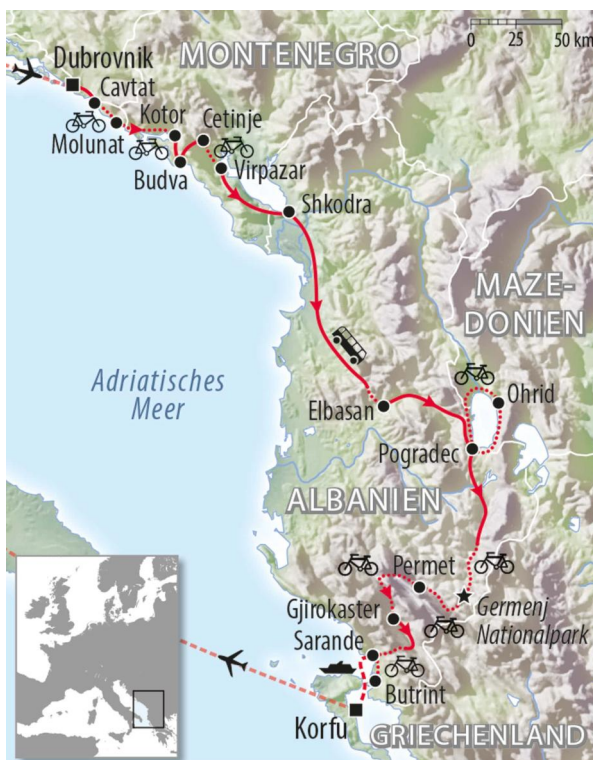 MONTENEGRO
0 25 50 km
Dubrovnik
Cavtat
Kotor
Cetinje
Molunat
Budva
Virpazar
Shkodra
MAZE-
DONIEN
Adriatisches
Meer
Elbasan
Ohrid
Pogradec
ALBANIEN
Permet
Germenj
Nationalpark
Gjirokaster
Sarande
Butrint
Korfu
GRIECHENLAND